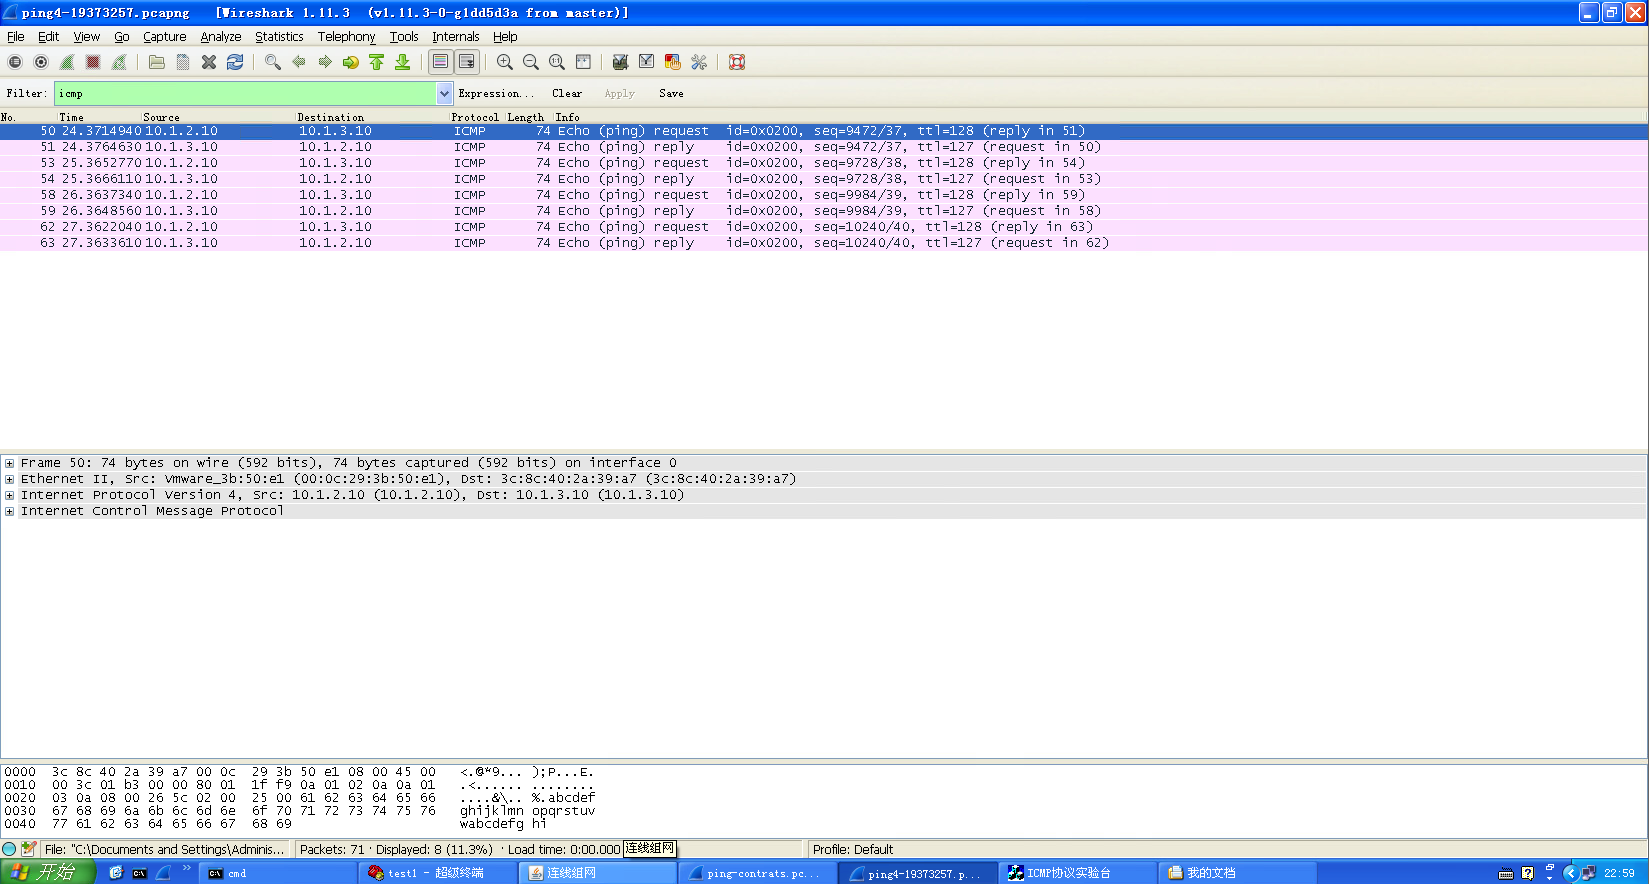 ping4-19373257.pcapng [Wireshark 1.11.3 (v1.11.3-0-g1dd5d3a from master)]
File Edit View Go Capture Analyze Statistics Telephony Tools Internals Help
Filter: icmp Expression... Clear Apply Save
No. Time Source Destination Protocol Length Info
50 24.3714940 10.1.2.10 10.1.3.10 ICMP 74 Echo (ping) request id=0x0200, seq=9472/37, ttl=128 (reply in 51)
51 24.3764630 10.1.3.10 10.1.2.10 ICMP 74 Echo (ping) reply id=0x0200, seq=9472/37, ttl=127 (request in 50)
53 25.3652770 10.1.2.10 10.1.3.10 ICMP 74 Echo (ping) request id=0x0200, seq=9728/38, ttl=128 (reply in 54)
54 25.3666110 10.1.3.10 10.1.2.10 ICMP 74 Echo (ping) reply id=0x0200, seq=9728/38, ttl=127 (request in 53)
58 26.3637340 10.1.2.10 10.1.3.10 ICMP 74 Echo (ping) request id=0x0200, seq=9984/39, ttl=128 (reply in 59)
59 26.3648560 10.1.3.10 10.1.2.10 ICMP 74 Echo (ping) reply id=0x0200, seq=9984/39, ttl=127 (request in 58)
62 27.3622040 10.1.2.10 10.1.3.10 ICMP 74 Echo (ping) request id=0x0200, seq=10240/40, ttl=128 (reply in 63)
63 27.3633610 10.1.3.10 10.1.2.10 ICMP 74 Echo (ping) reply id=0x0200, seq=10240/40, ttl=127 (request in 62)
Frame 50: 74 bytes on wire (592 bits), 74 bytes captured (592 bits) on interface 0
Ethernet II, Src: Vmware_3b:50:e1 (00:0c:29:3b:50:e1), Dst: 3c:8c:40:2a:39:a7 (3c:8c:40:2a:39:a7)
Internet Protocol Version 4, Src: 10.1.2.10 (10.1.2.10), Dst: 10.1.3.10 (10.1.3.10)
Internet Control Message Protocol
0000 3c 8c 40 2a 39 a7 00 0c 29 3b 50 e1 08 00 45 00 <.@*9... );P...E.
0010 00 3c 01 b3 00 00 80 01 1f f9 0a 01 02 0a 0a 01 .<...... ........
0020 03 0a 08 00 26 5c 02 00 25 00 61 62 63 64 65 66 ....&\.. %.abcdef
0030 67 68 69 6a 6b 6c 6d 6e 6f 70 71 72 73 74 75 76 ghijklmn opqrstuv
0040 77 61 62 63 64 65 66 67 68 69 wabcdefg hi
File: "C:\Documents and Settings\Adminis... Packets: 71 · Displayed: 8 (11.3%) · Load time: 0:00.000 连线组网 Profile: Default
开始 cmd test1 - 超级终端 连线组网 ping-contrats.pc... ping4-19373257.p... ICMP协议实验台 我的文档 22:59